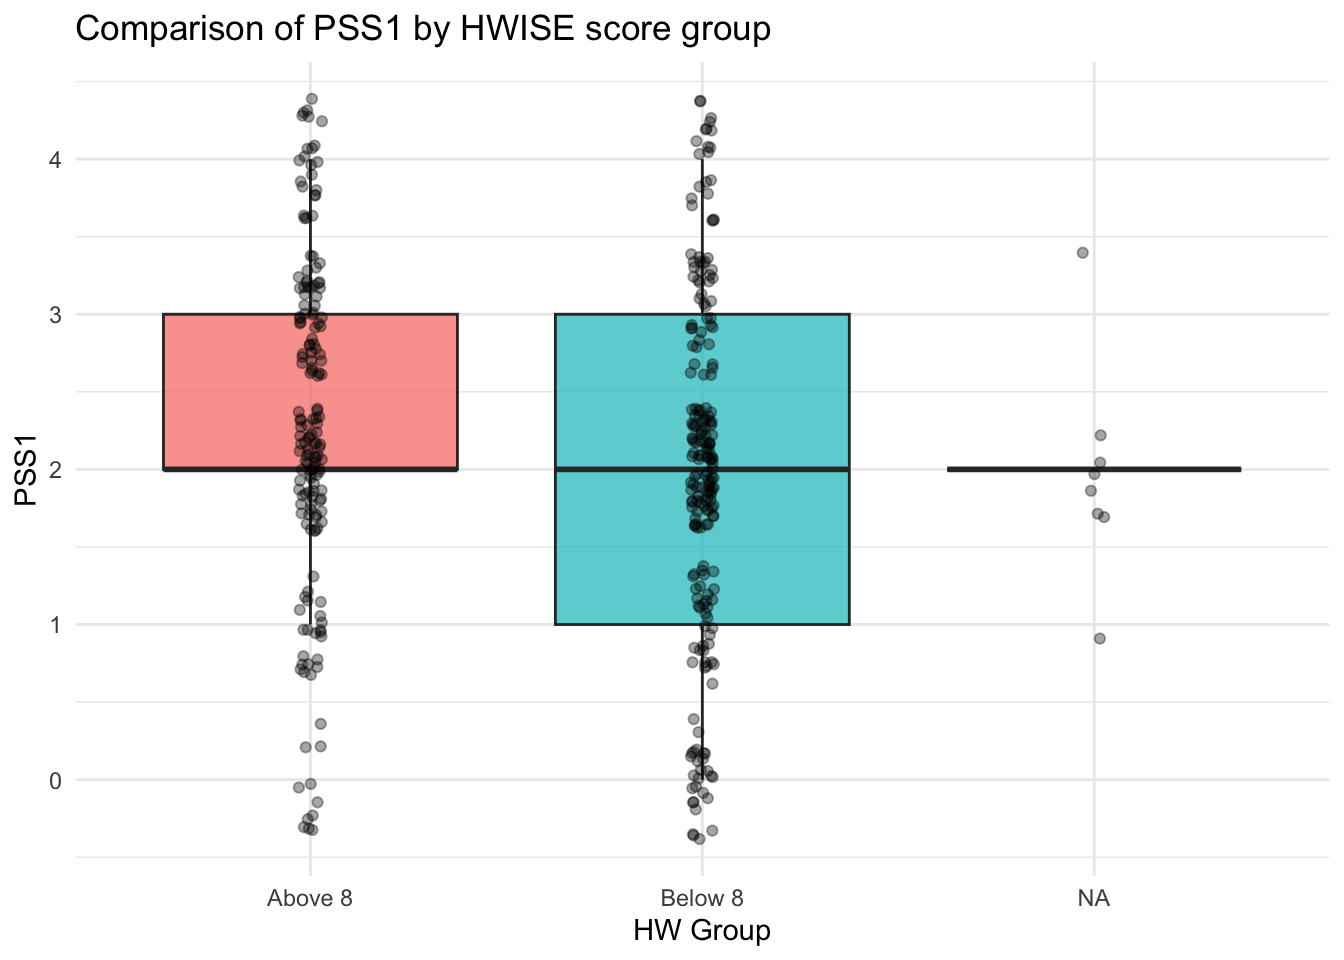 Comparison of PSS1 by HWISE score group
4
3
2
1
0
PSS1
Above 8
Below 8
NA
HW Group